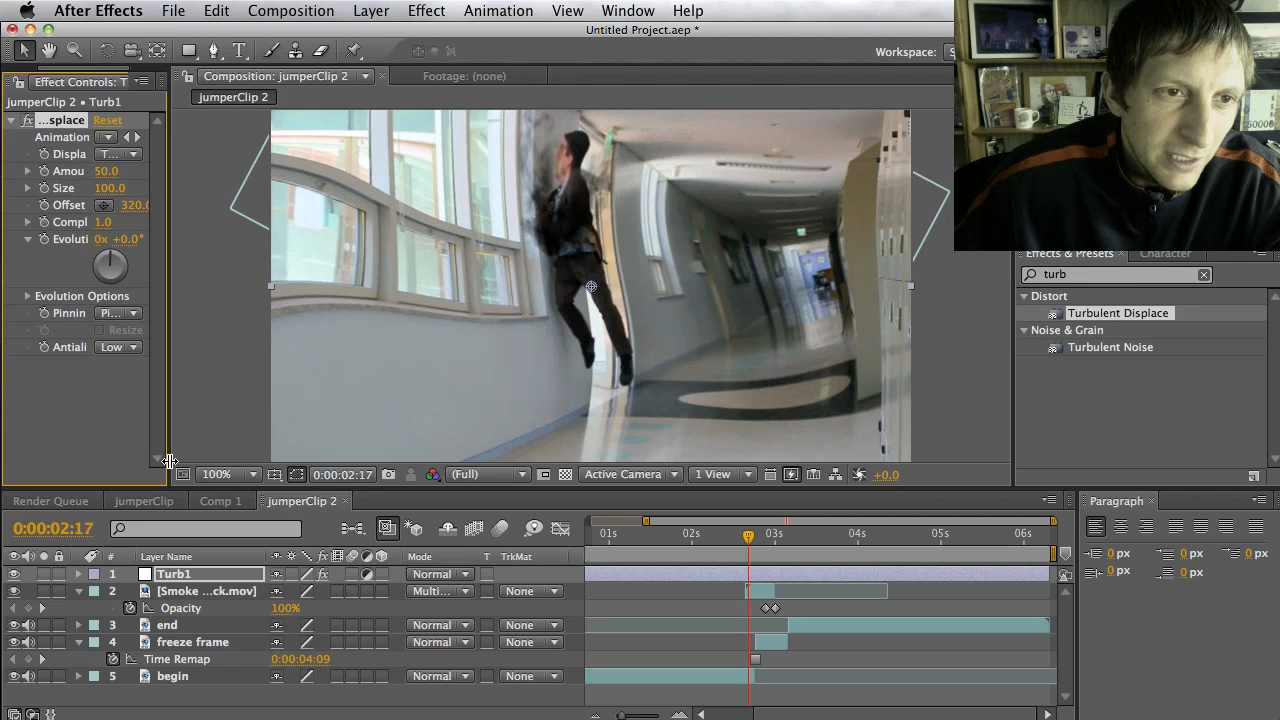 After Effects File Edit Composition Layer Effect Animation View Window Help
Untitled Project.aep *
Workspace: S
Effect Controls: T
Composition: jumperClip 2
Footage: (none)
jumperClip 2 • Turb1
jumperClip 2
...splace Reset
Animation
Displa T...
Amou 50.0
Size 100.0
Offset 320.0
Compl 1.0
Evoluti 0x +0.0°
Evolution Options
Pinnin Pi...
Resize
Antiali Low
50000
Effects & Presets Character
turb
Distort
Turbulent Displace
Noise & Grain
Turbulent Noise
100% 0:00:02:17 (Full) Active Camera 1 View +0.0
Render Queue jumperClip Comp 1 jumperClip 2
Paragraph
0:00:02:17
01s 02s 03s 04s 05s 06s
# Layer Name Mode T TrkMat
1 Turb1 Normal
2 [Smoke ...ck.mov] Multi... None
Opacity 100%
3 end Normal None
4 freeze frame Normal None
Time Remap 0:00:04:09
5 begin Normal None
0 px 0 px 0 px
0 px 0 px